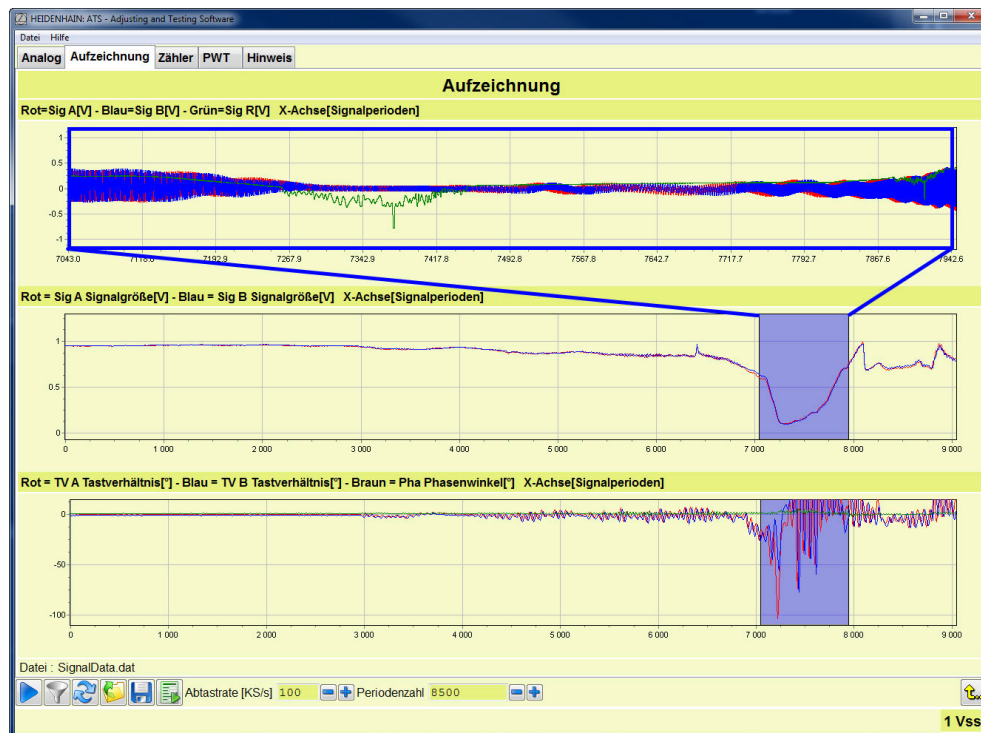 HEIDENHAIN: ATS - Adjusting and Testing Software
Datei Hilfe
Analog Aufzeichnung Zähler PWT Hinweis
Aufzeichnung
Rot=Sig A[V] - Blau=Sig B[V] - Grün=Sig R[V] X-Achse[Signalperioden]
1
0.5
0
-0.5
-1
7043.0 7118.0 7192.9 7267.9 7342.9 7417.8 7492.8 7567.8 7642.7 7717.7 7792.7 7867.6 7942.6
Rot = Sig A Signalgröße[V] - Blau = Sig B Signalgröße[V] X-Achse[Signalperioden]
1
0.5
0
0 1 000 2 000 3 000 4 000 5 000 6 000 7 000 8 000 9 000
Rot = TV A Tastverhältnis[°] - Blau = TV B Tastverhältnis[°] - Braun = Pha Phasenwinkel[°] X-Achse[Signalperioden]
0
-50
-100
0 1 000 2 000 3 000 4 000 5 000 6 000 7 000 8 000 9 000
Datei : SignalData.dat
Abtastrate [KS/s] 100 Periodenzahl 8500
1 Vss